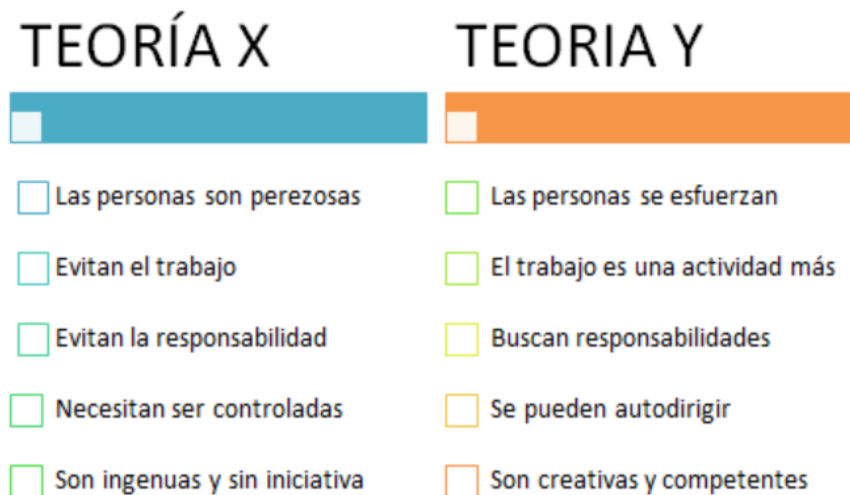 TEORÍA X
Las personas son perezosas
Evitan el trabajo
Evitan la responsabilidad
Necesitan ser controladas
Son ingenuas y sin iniciativa
TEORIA Y
Las personas se esfuerzan
El trabajo es una actividad más
Buscan responsabilidades
Se pueden autodirigir
Son creativas y competentes